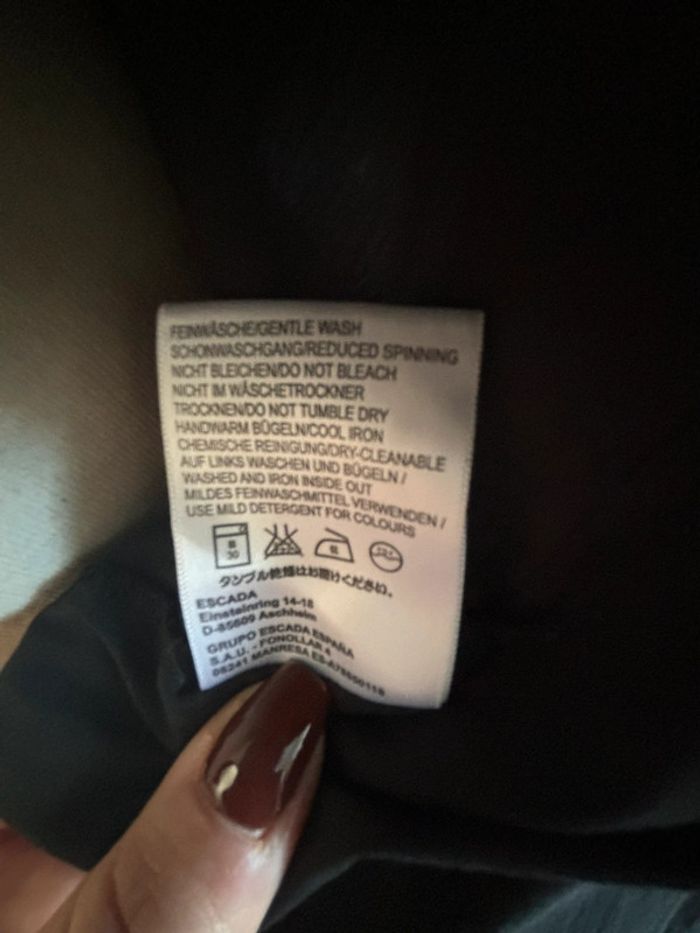 FEINWÄSCHE/GENTLE WASH
SCHONWASCHGANG/REDUCED SPINNING
NICHT BLEICHEN/DO NOT BLEACH
NICHT IM WÄSCHETROCKNER
TROCKNEN/DO NOT TUMBLE DRY
HANDWARM BÜGELN/COOL IRON
CHEMISCHE REINIGUNG/DRY-CLEANABLE
AUF LINKS WASCHEN UND BÜGELN /
WASHED AND IRON INSIDE OUT
MILDES FEINWASCHMITTEL VERWENDEN /
USE MILD DETERGENT FOR COLOURS
30
タンブル乾燥はお避けください。
ESCADA
Einsteinring 14-18
D-85609 Aschheim
GRUPO ESCADA ESPAÑA
S.A.U. - FONOLLAR 4
08241 MANRESA